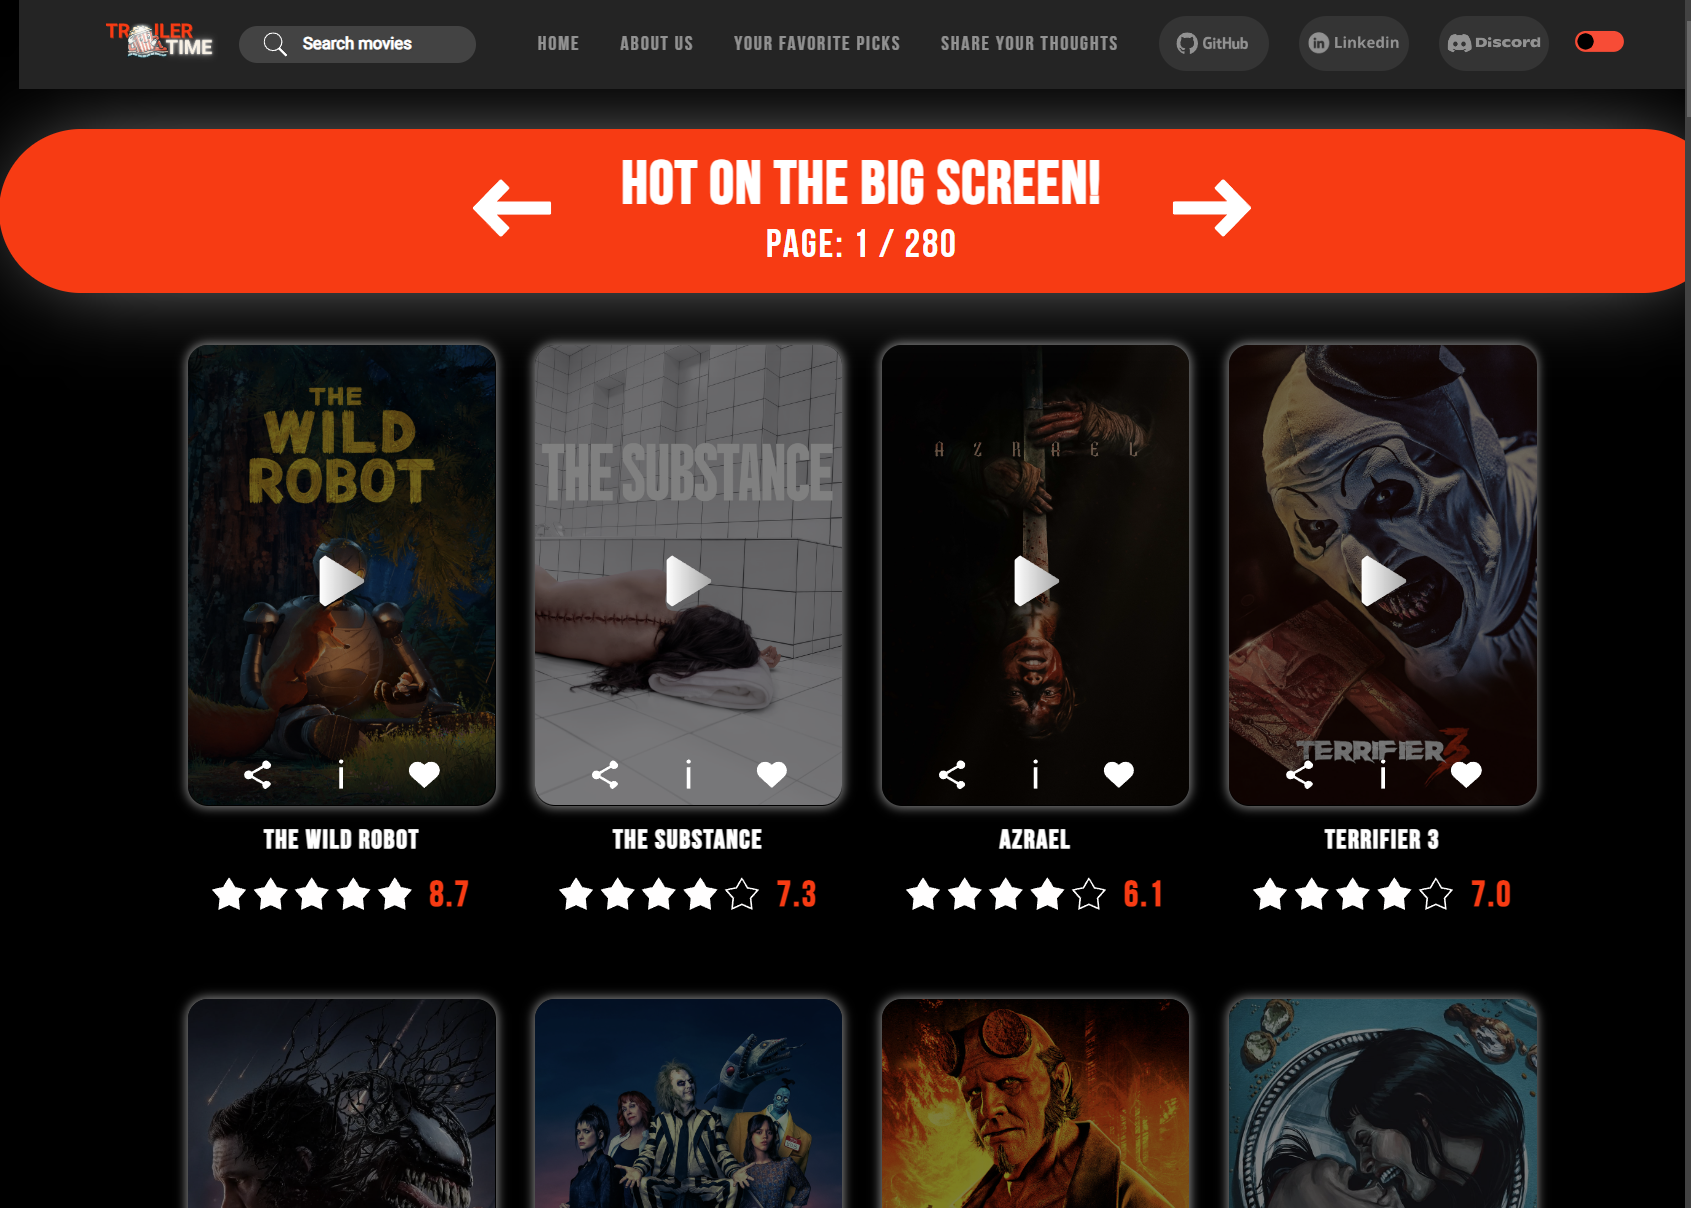 TRAILER
TIME
Search movies
HOME
ABOUT US
YOUR FAVORITE PICKS
SHARE YOUR THOUGHTS
GitHub
Linkedin
Discord
HOT ON THE BIG SCREEN!
PAGE: 1 / 280
THE
WILD
ROBOT
THE SUBSTANCE
AZRAEL
TERRIFIER 3
THE WILD ROBOT
THE SUBSTANCE
AZRAEL
TERRIFIER 3
8.7
7.3
6.1
7.0